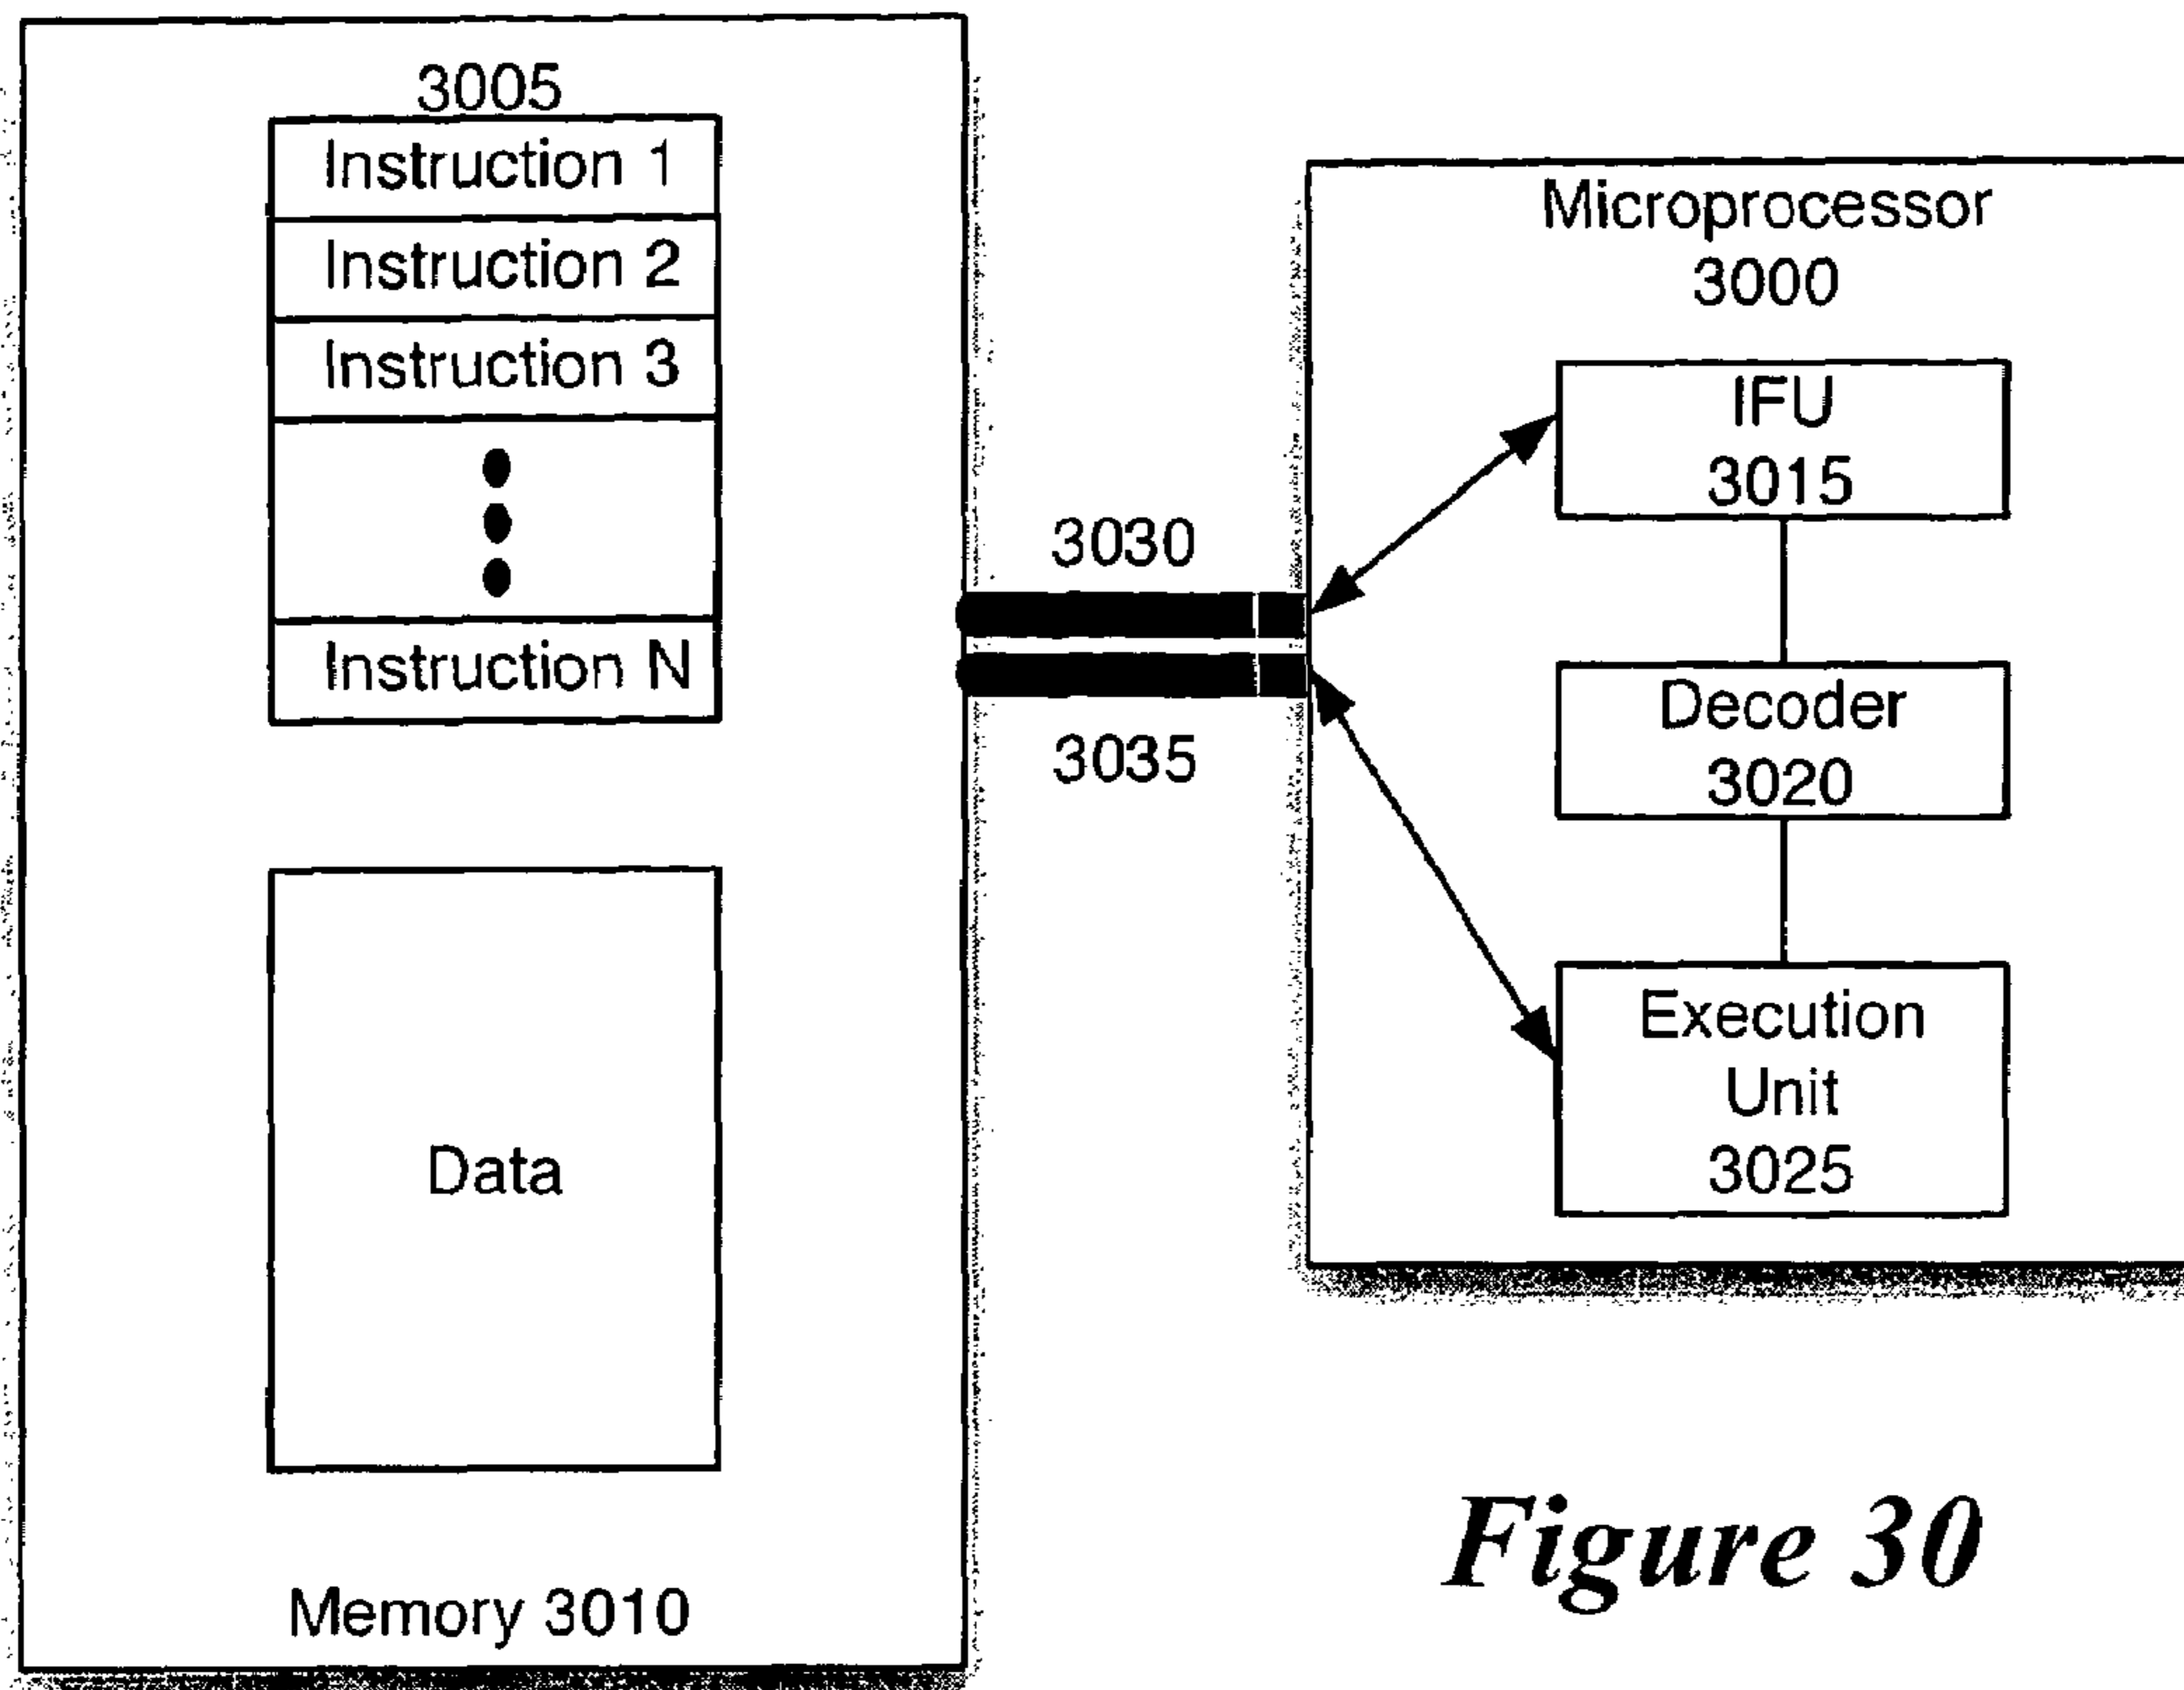 3005
Instruction 1
Instruction 2
Instruction 3
Instruction N
Data
Memory 3010
3030
3035
Microprocessor
3000
IFU
3015
Decoder
3020
Execution
Unit
3025
Figure 30